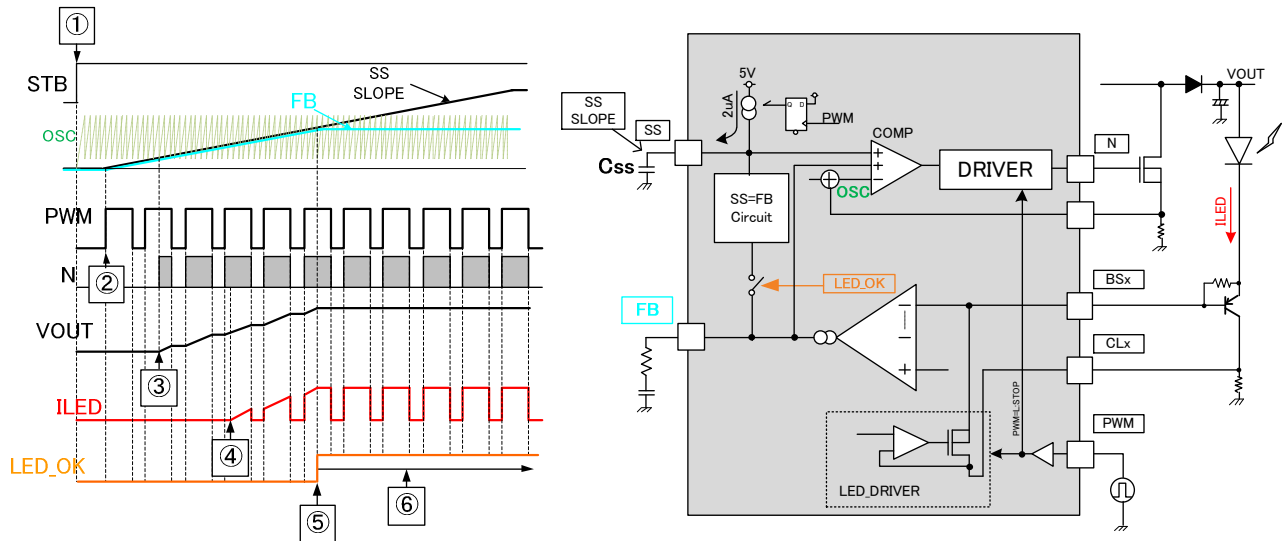 ①
STB
SS
SLOPE
FB
OSC
PWM
②
N
VOUT
③
ILED
④
LED_OK
⑤
⑥
5V
2uA
Q D
PWM
SS
SLOPE
SS
Css
COMP
+
+
−
OSC
DRIVER
N
VOUT
SS=FB
Circuit
LED_OK
ILED
FB
BSx
−
−
+
CLx
PWM=L:STOP
PWM
LED_DRIVER